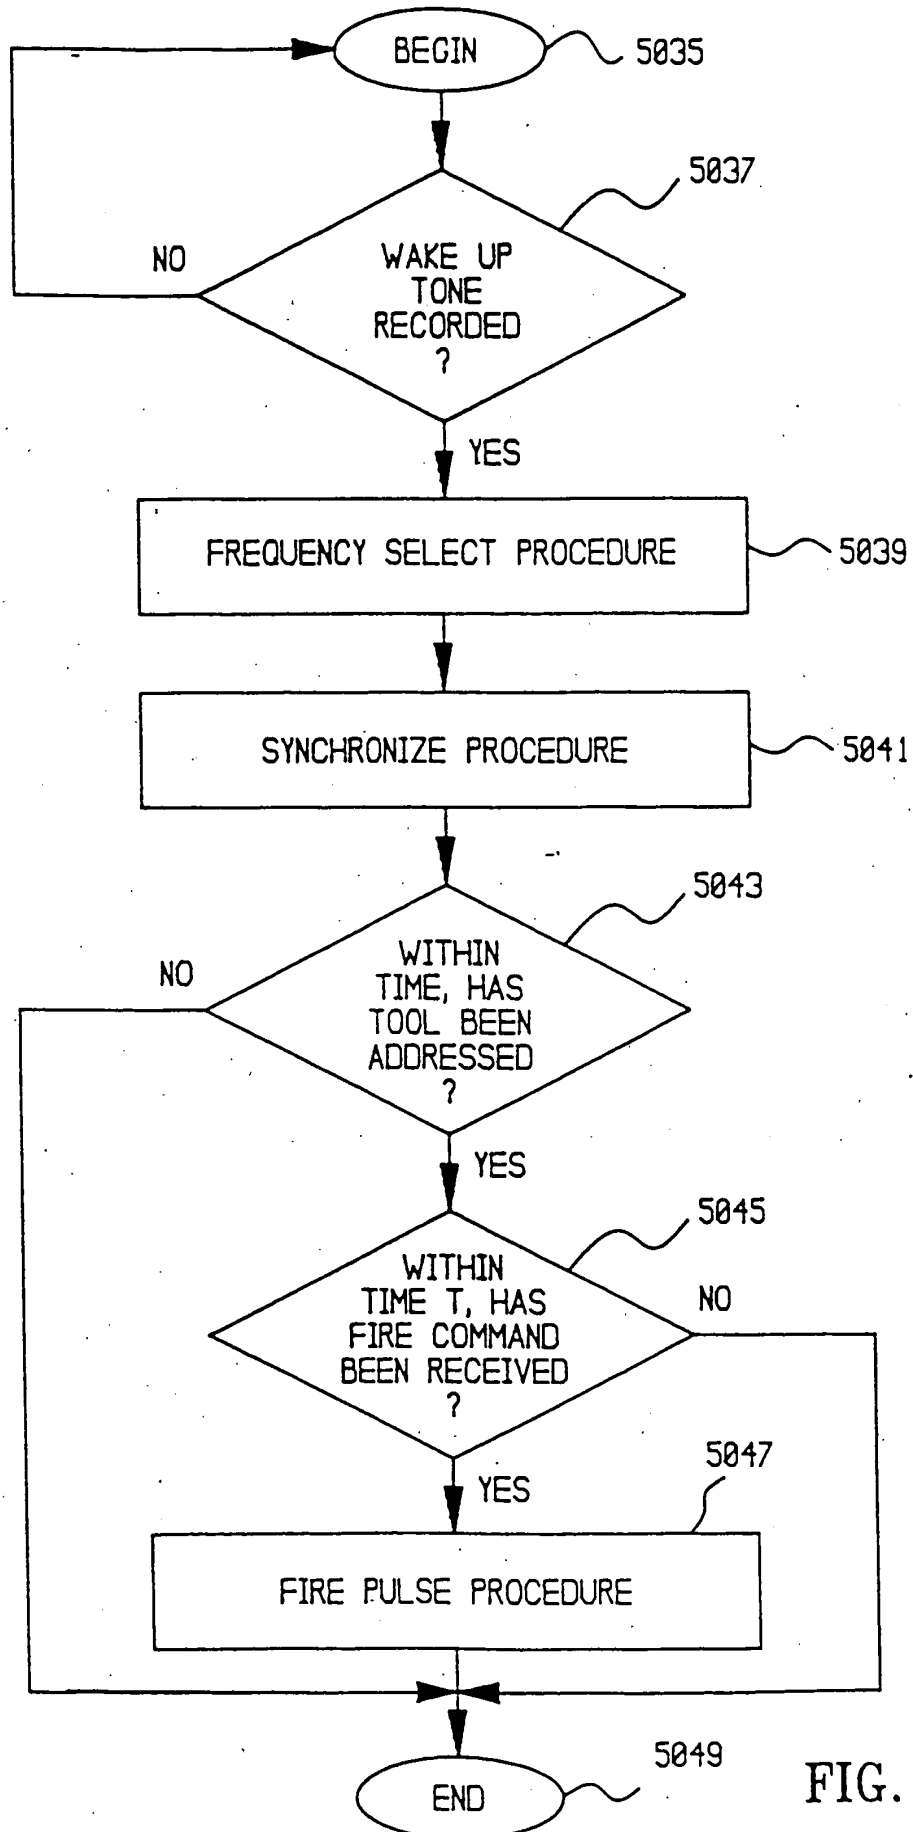 BEGIN
5035
5037
NO
WAKE UP
TONE
RECORDED
?
YES
FREQUENCY SELECT PROCEDURE
5039
SYNCHRONIZE PROCEDURE
5041
5043
NO
WITHIN
TIME, HAS
TOOL BEEN
ADDRESSED
?
YES
5045
WITHIN
TIME T, HAS
FIRE COMMAND
BEEN RECEIVED
?
NO
YES
5047
FIRE PULSE PROCEDURE
5049
END
FIG.